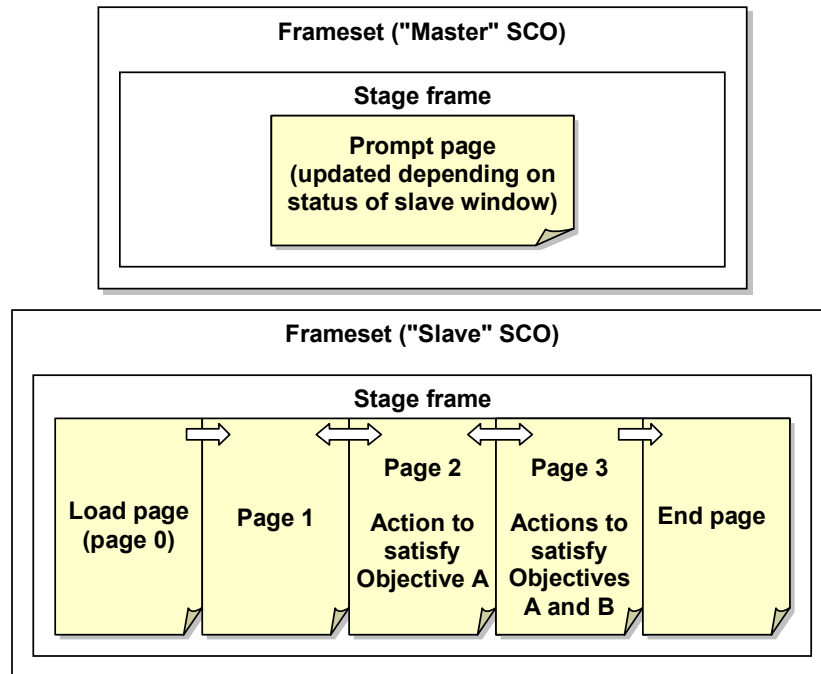 Frameset ("Master" SCO)
Stage frame
Prompt page
(updated depending on
status of slave window)
Frameset ("Slave" SCO)
Stage frame
Load page
(page 0)
Page 1
Page 2
Action to
satisfy
Objective A
Page 3
Actions to
satisfy
Objectives
A and B
End page